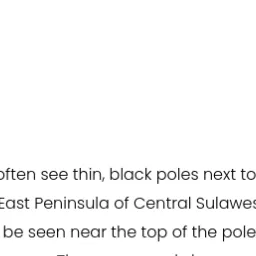 often see thin, black poles next to
East Peninsula of Central Sulawes
be seen near the top of the pole